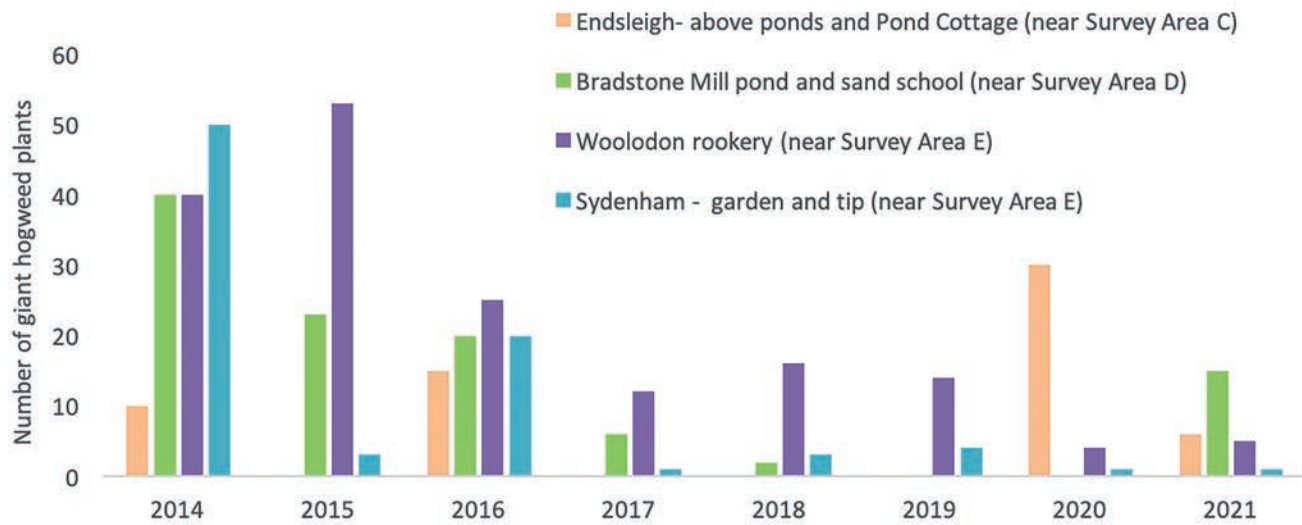 Endsleigh- above ponds and Pond Cottage (near Survey Area C)
Bradstone Mill pond and sand school (near Survey Area D)
Woolodon rookery (near Survey Area E)
Sydenham - garden and tip (near Survey Area E)
Number of giant hogweed plants
60
50
40
30
20
10
0
2014 2015 2016 2017 2018 2019 2020 2021